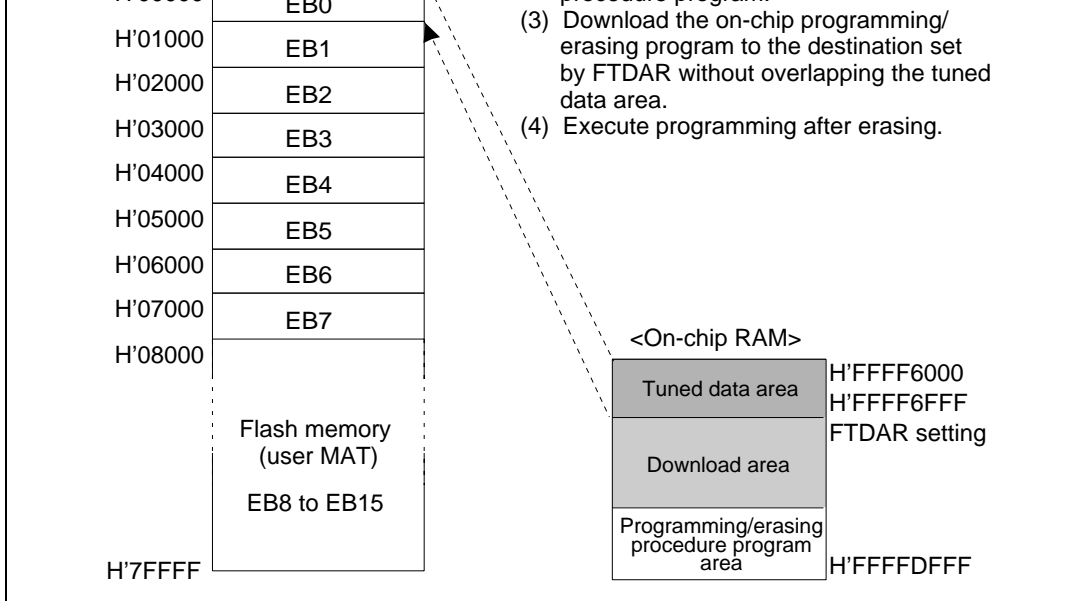 EB0
procedure program.
(3) Download the on-chip programming/
erasing program to the destination set
by FTDAR without overlapping the tuned
data area.
(4) Execute programming after erasing.
H'01000
EB1
H'02000
EB2
H'03000
EB3
H'04000
EB4
H'05000
EB5
H'06000
EB6
H'07000
EB7
H'08000
Flash memory
(user MAT)
EB8 to EB15
H'7FFFF
<On-chip RAM>
Tuned data area
H'FFFF6000
H'FFFF6FFF
FTDAR setting
Download area
Programming/erasing
procedure program
area
H'FFFFDFFF